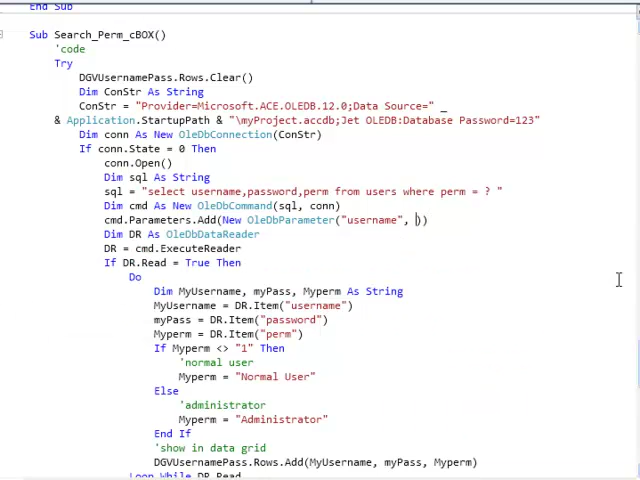 End Sub
Sub Search_Perm_cBOX()
'code
Try
DGVUsernamePass.Rows.Clear()
Dim ConStr As String
ConStr = "Provider=Microsoft.ACE.OLEDB.12.0;Data Source=" _
& Application.StartupPath & "\myProject.accdb;Jet OLEDB:Database Password=123"
Dim conn As New OleDbConnection(ConStr)
If conn.State = 0 Then
conn.Open()
Dim sql As String
sql = "select username,password,perm from users where perm = ? "
Dim cmd As New OleDbCommand(sql, conn)
cmd.Parameters.Add(New OleDbParameter("username", ))
Dim DR As OleDbDataReader
DR = cmd.ExecuteReader
If DR.Read = True Then
Do
Dim MyUsername, myPass, Myperm As String
MyUsername = DR.Item("username")
myPass = DR.Item("password")
Myperm = DR.Item("perm")
If Myperm <> "1" Then
'normal user
Myperm = "Normal User"
Else
'administrator
Myperm = "Administrator"
End If
'show in data grid
DGVUsernamePass.Rows.Add(MyUsername, myPass, Myperm)
Loop While DR.Read